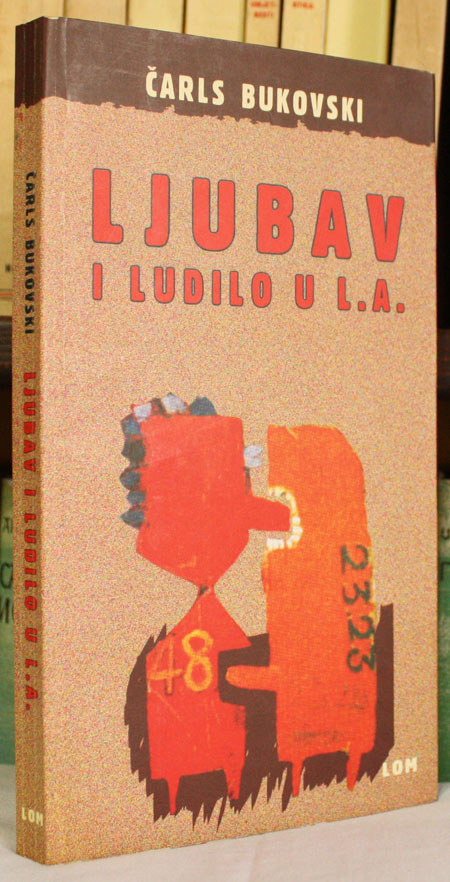 ČARLS BUKOVSKI
LJUBAV
I LUDILO U L.A.
48
23.23
LOM
ČARLS BUKOVSKI LJUBAV I LUDILO U L.A.
LOM